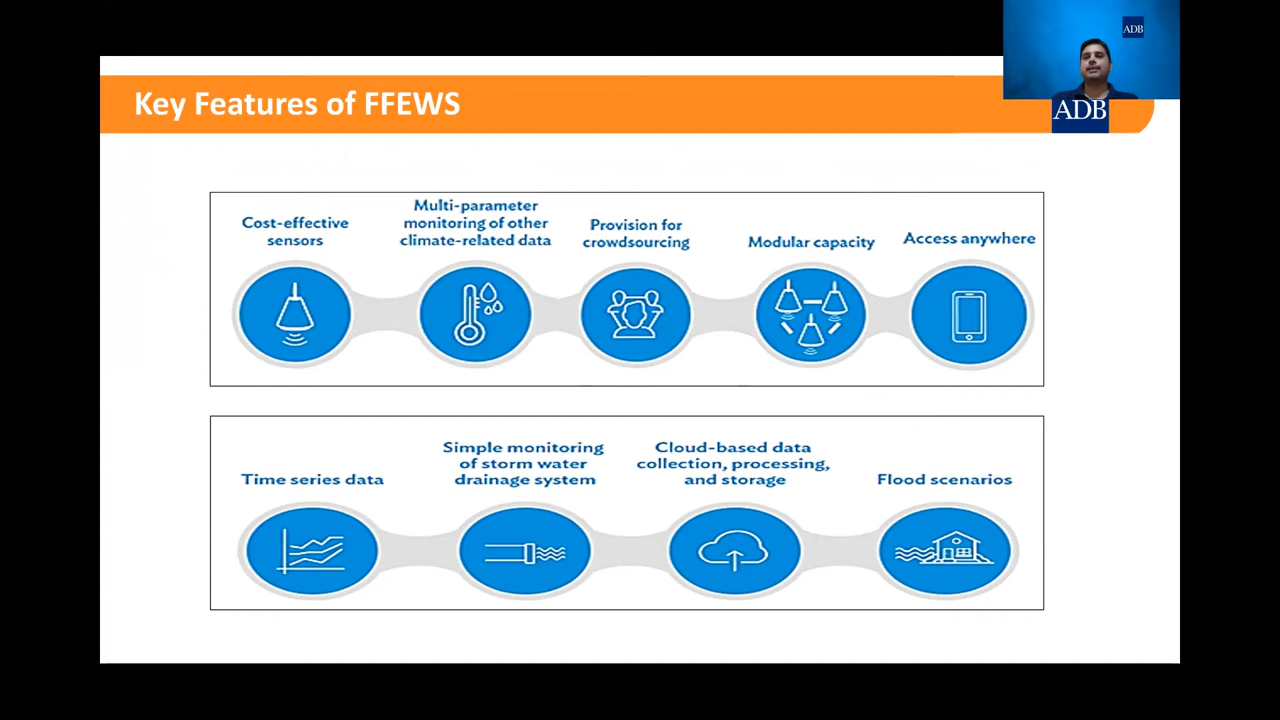 ADB
Key Features of FFEWS
ADB
Cost-effective
sensors
Multi-parameter
monitoring of other
climate-related data
Provision for
crowdsourcing
Modular capacity
Access anywhere
Time series data
Simple monitoring
of storm water
drainage system
Cloud-based data
collection, processing,
and storage
Flood scenarios